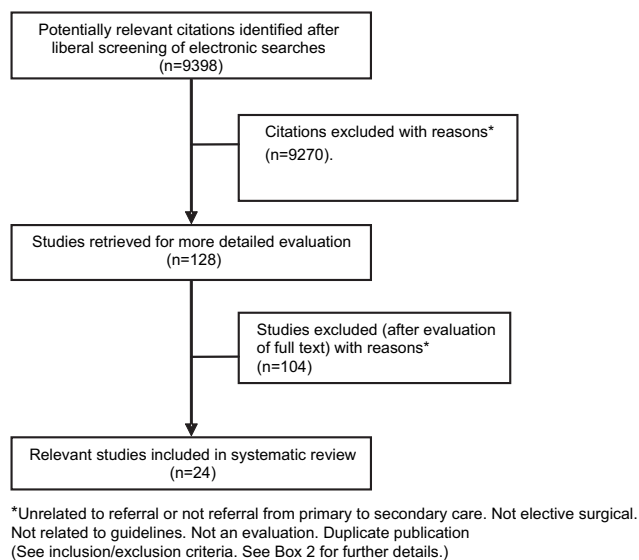 Potentially relevant citations identified after
liberal screening of electronic searches
(n=9398)
Citations excluded with reasons*
(n=9270).
Studies retrieved for more detailed evaluation
(n=128)
Studies excluded (after evaluation
of full text) with reasons*
(n=104)
Relevant studies included in systematic review
(n=24)
*Unrelated to referral or not referral from primary to secondary care. Not elective surgical.
Not related to guidelines. Not an evaluation. Duplicate publication
(See inclusion/exclusion criteria. See Box 2 for further details.)